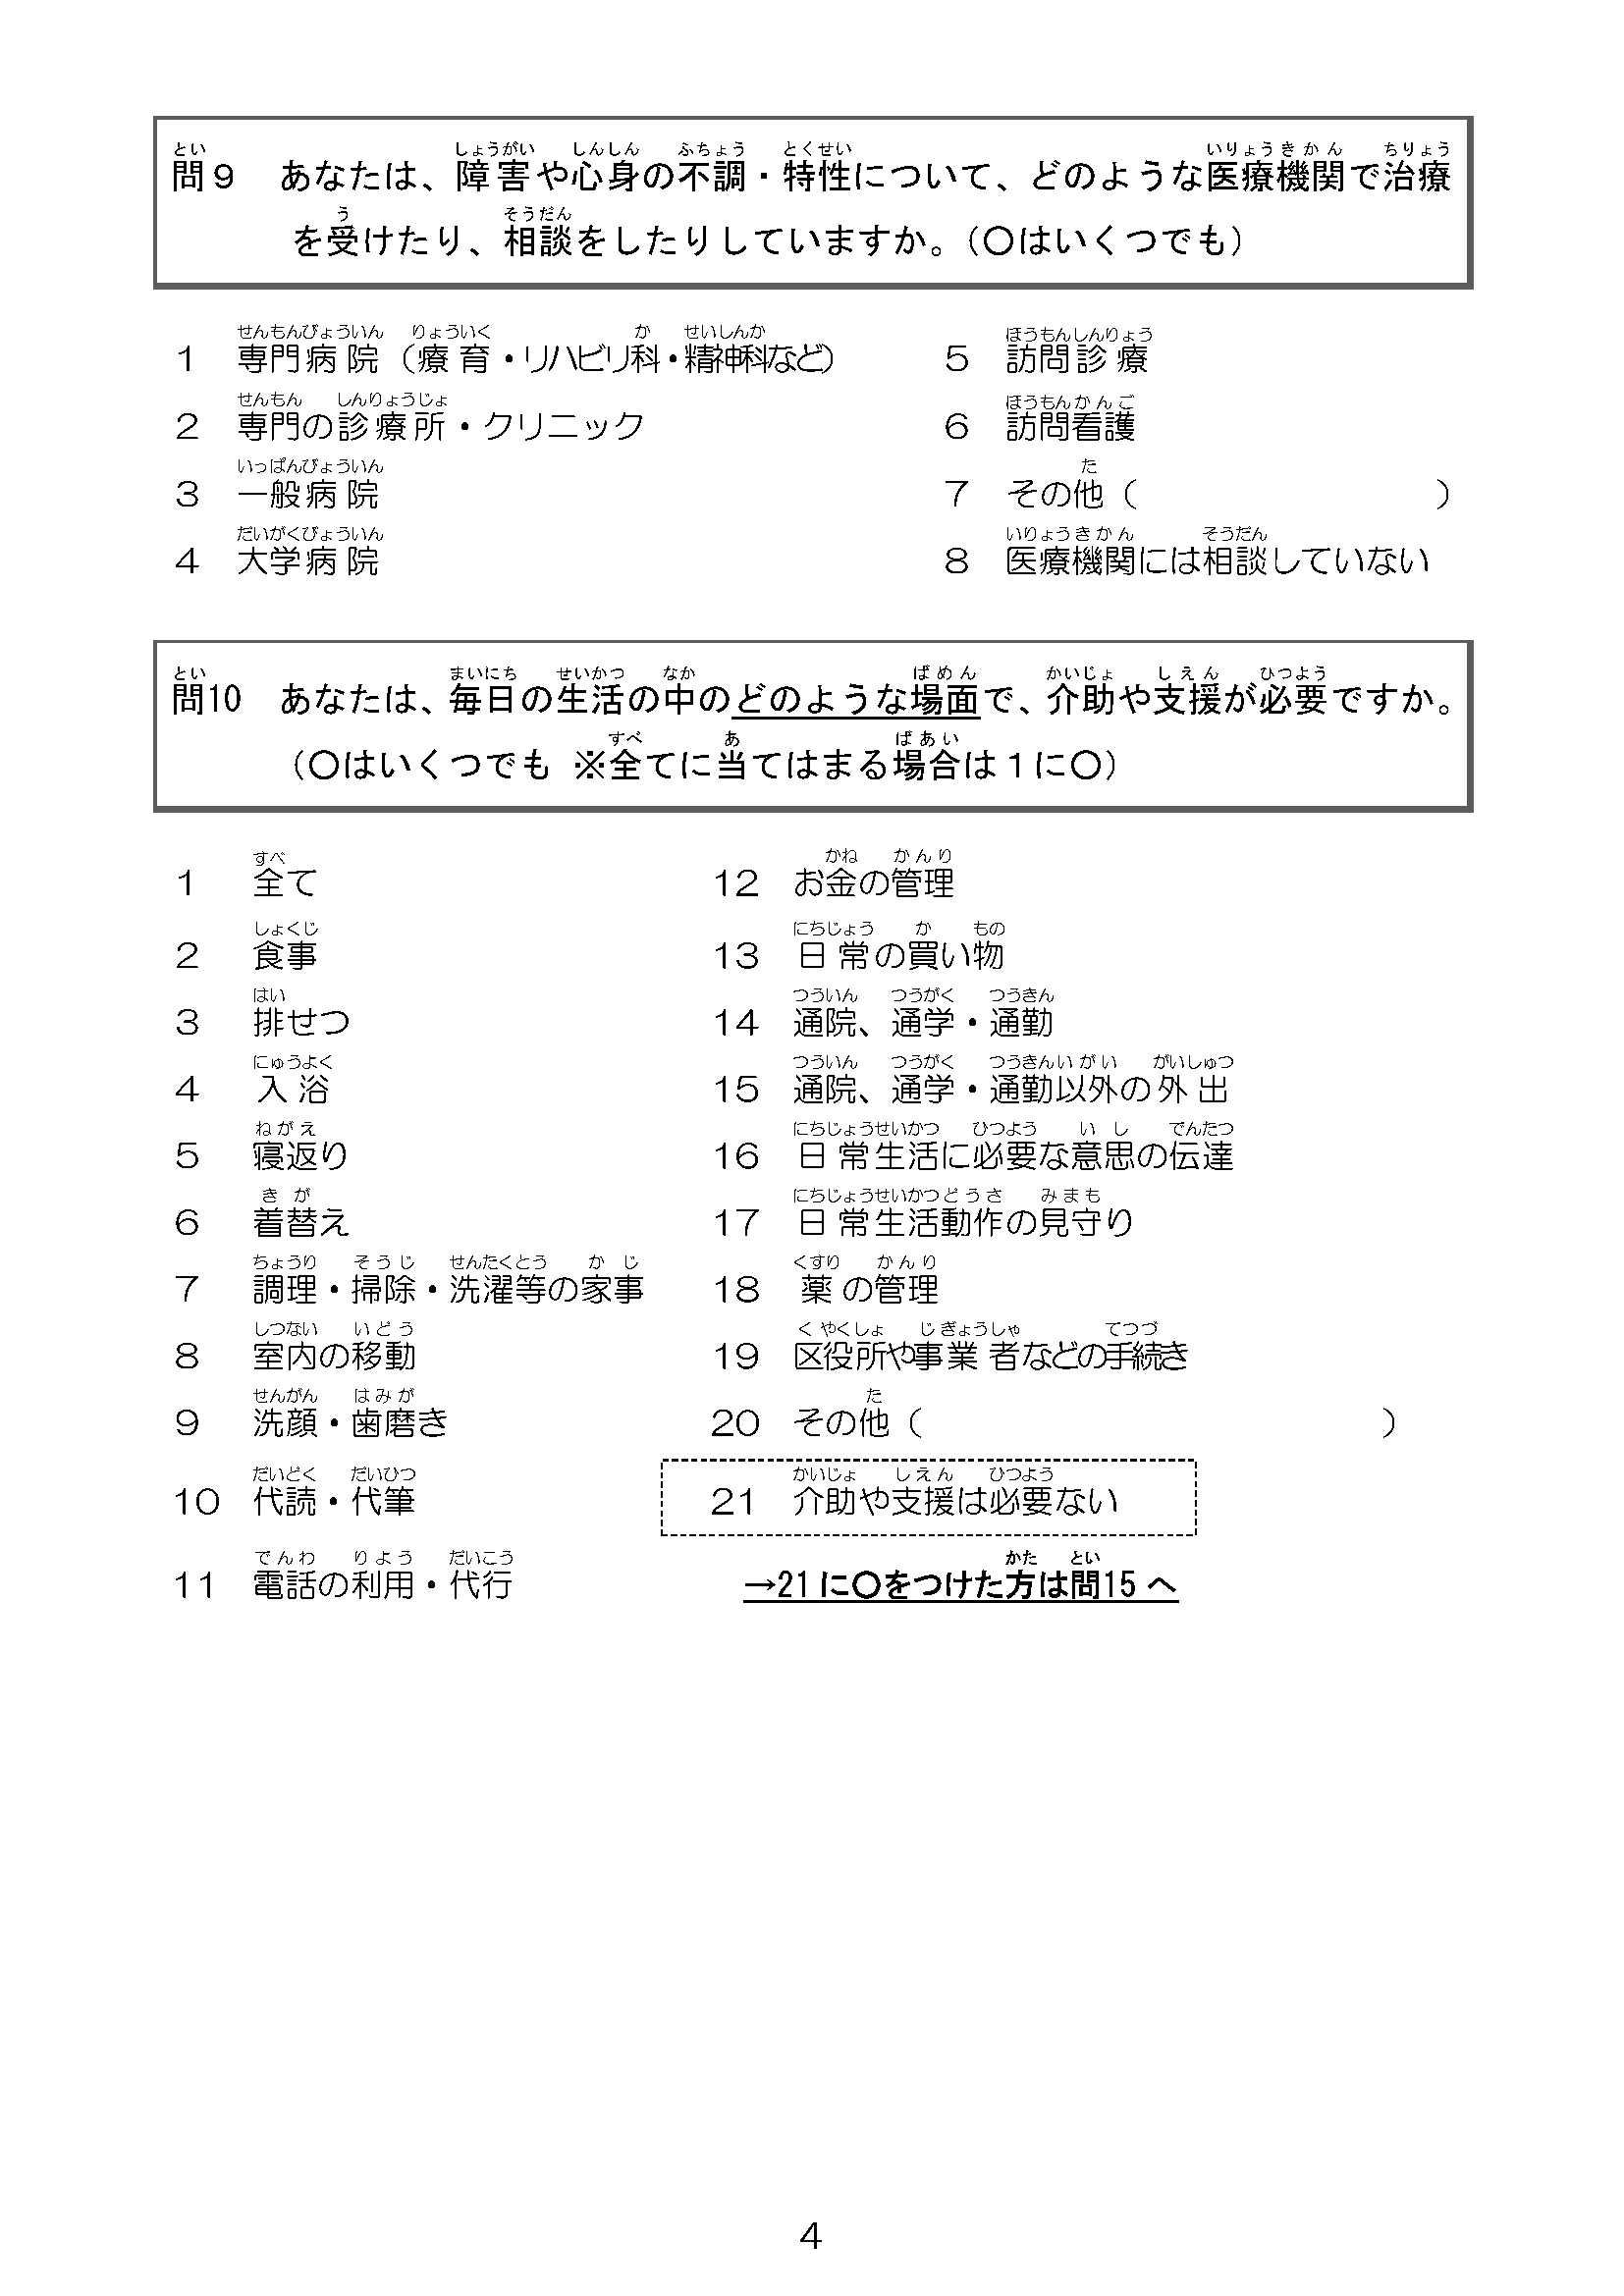 問９　あなたは、障害や心身の不調・特性について、どのような医療機関で治療
を受けたり、相談をしたりしていますか。（〇はいくつでも）
１　専門病院（療育・リハビリ科・精神科など）
２　専門の診療所・クリニック
３　一般病院
４　大学病院
５　訪問診療
６　訪問看護
７　その他（　　　　　　　　　）
８　医療機関には相談していない
問10　あなたは、毎日の生活の中のどのような場面で、介助や支援が必要ですか。
（〇はいくつでも ※全てに当てはまる場合は１に〇）
１　全て
２　食事
３　排せつ
４　入浴
５　寝返り
６　着替え
７　調理・掃除・洗濯等の家事
８　室内の移動
９　洗顔・歯磨き
10　代読・代筆
11　電話の利用・代行
12　お金の管理
13　日常の買い物
14　通院、通学・通勤
15　通院、通学・通勤以外の外出
16　日常生活に必要な意思の伝達
17　日常生活動作の見守り
18　薬の管理
19　区役所や事業者などの手続き
20　その他（　　　　　　　　　　　　　　）
21　介助や支援は必要ない
→21に〇をつけた方は問15へ
4